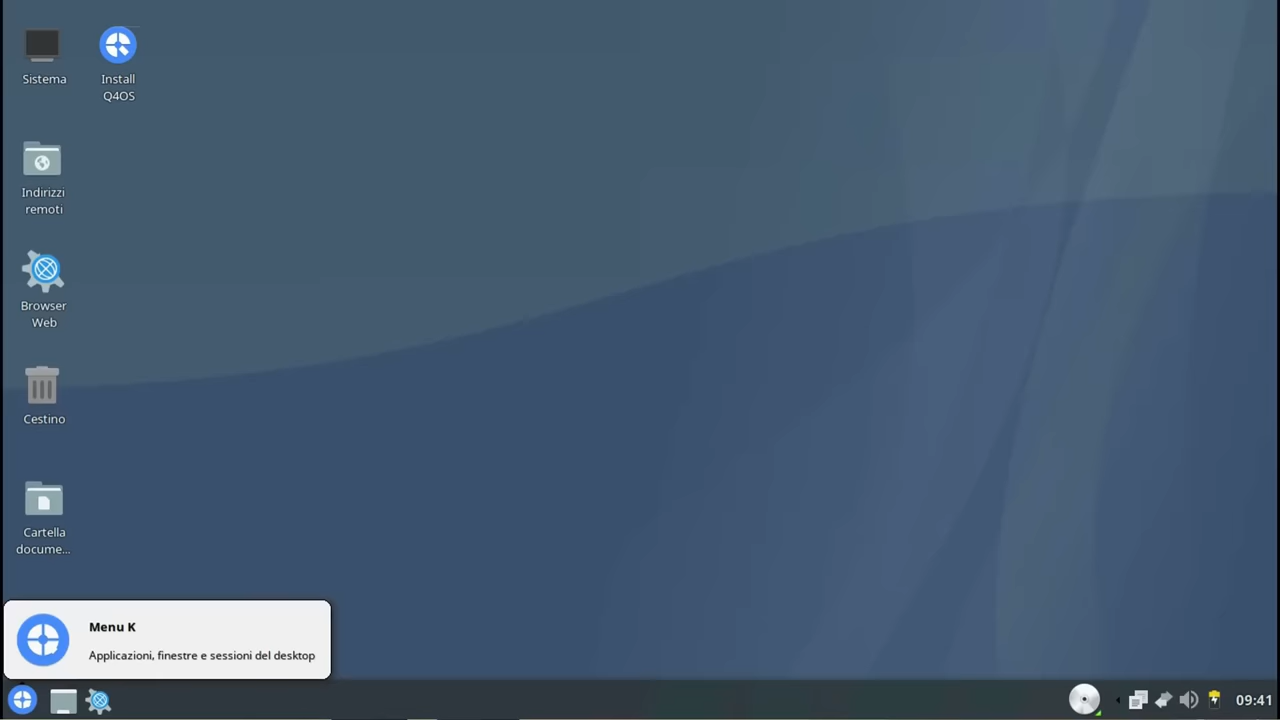 Sistema
Install
Q4OS
Indirizzi
remoti
Browser
Web
Cestino
Cartella
docume...
Menu K
Applicazioni, finestre e sessioni del desktop
09:41